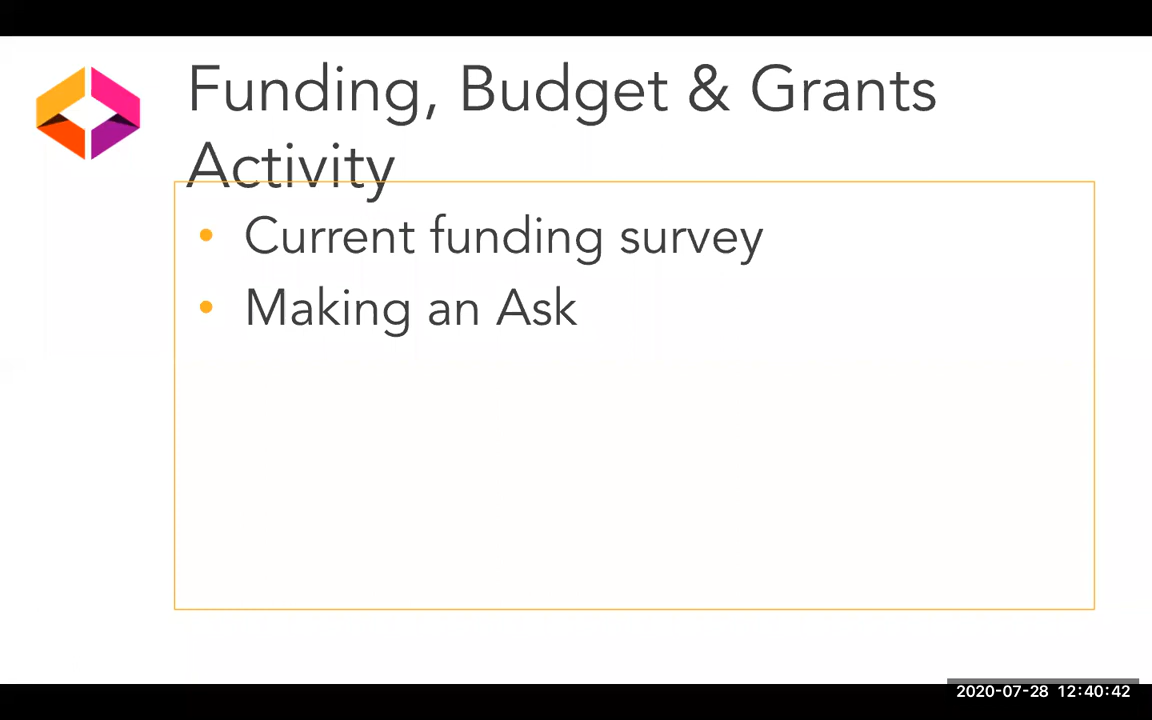 Funding, Budget & Grants
Activity
• Current funding survey
• Making an Ask
2020-07-28 12:40:42